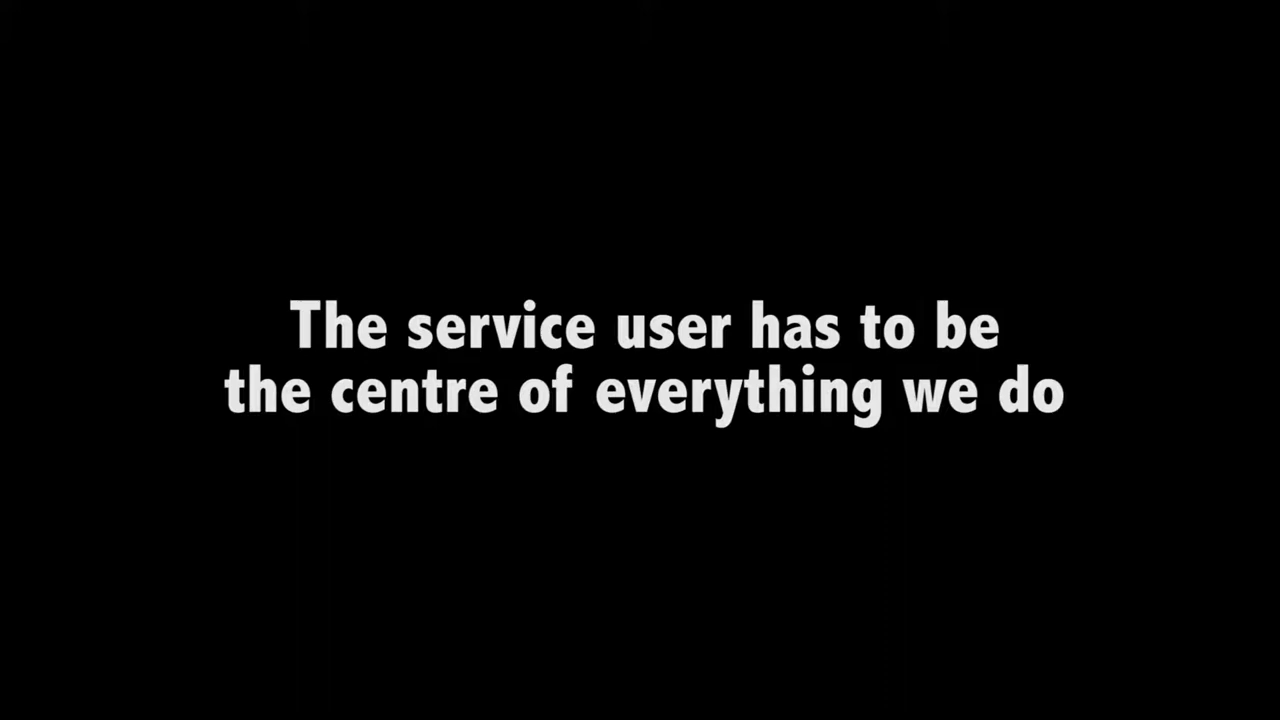 The service user has to be
the centre of everything we do